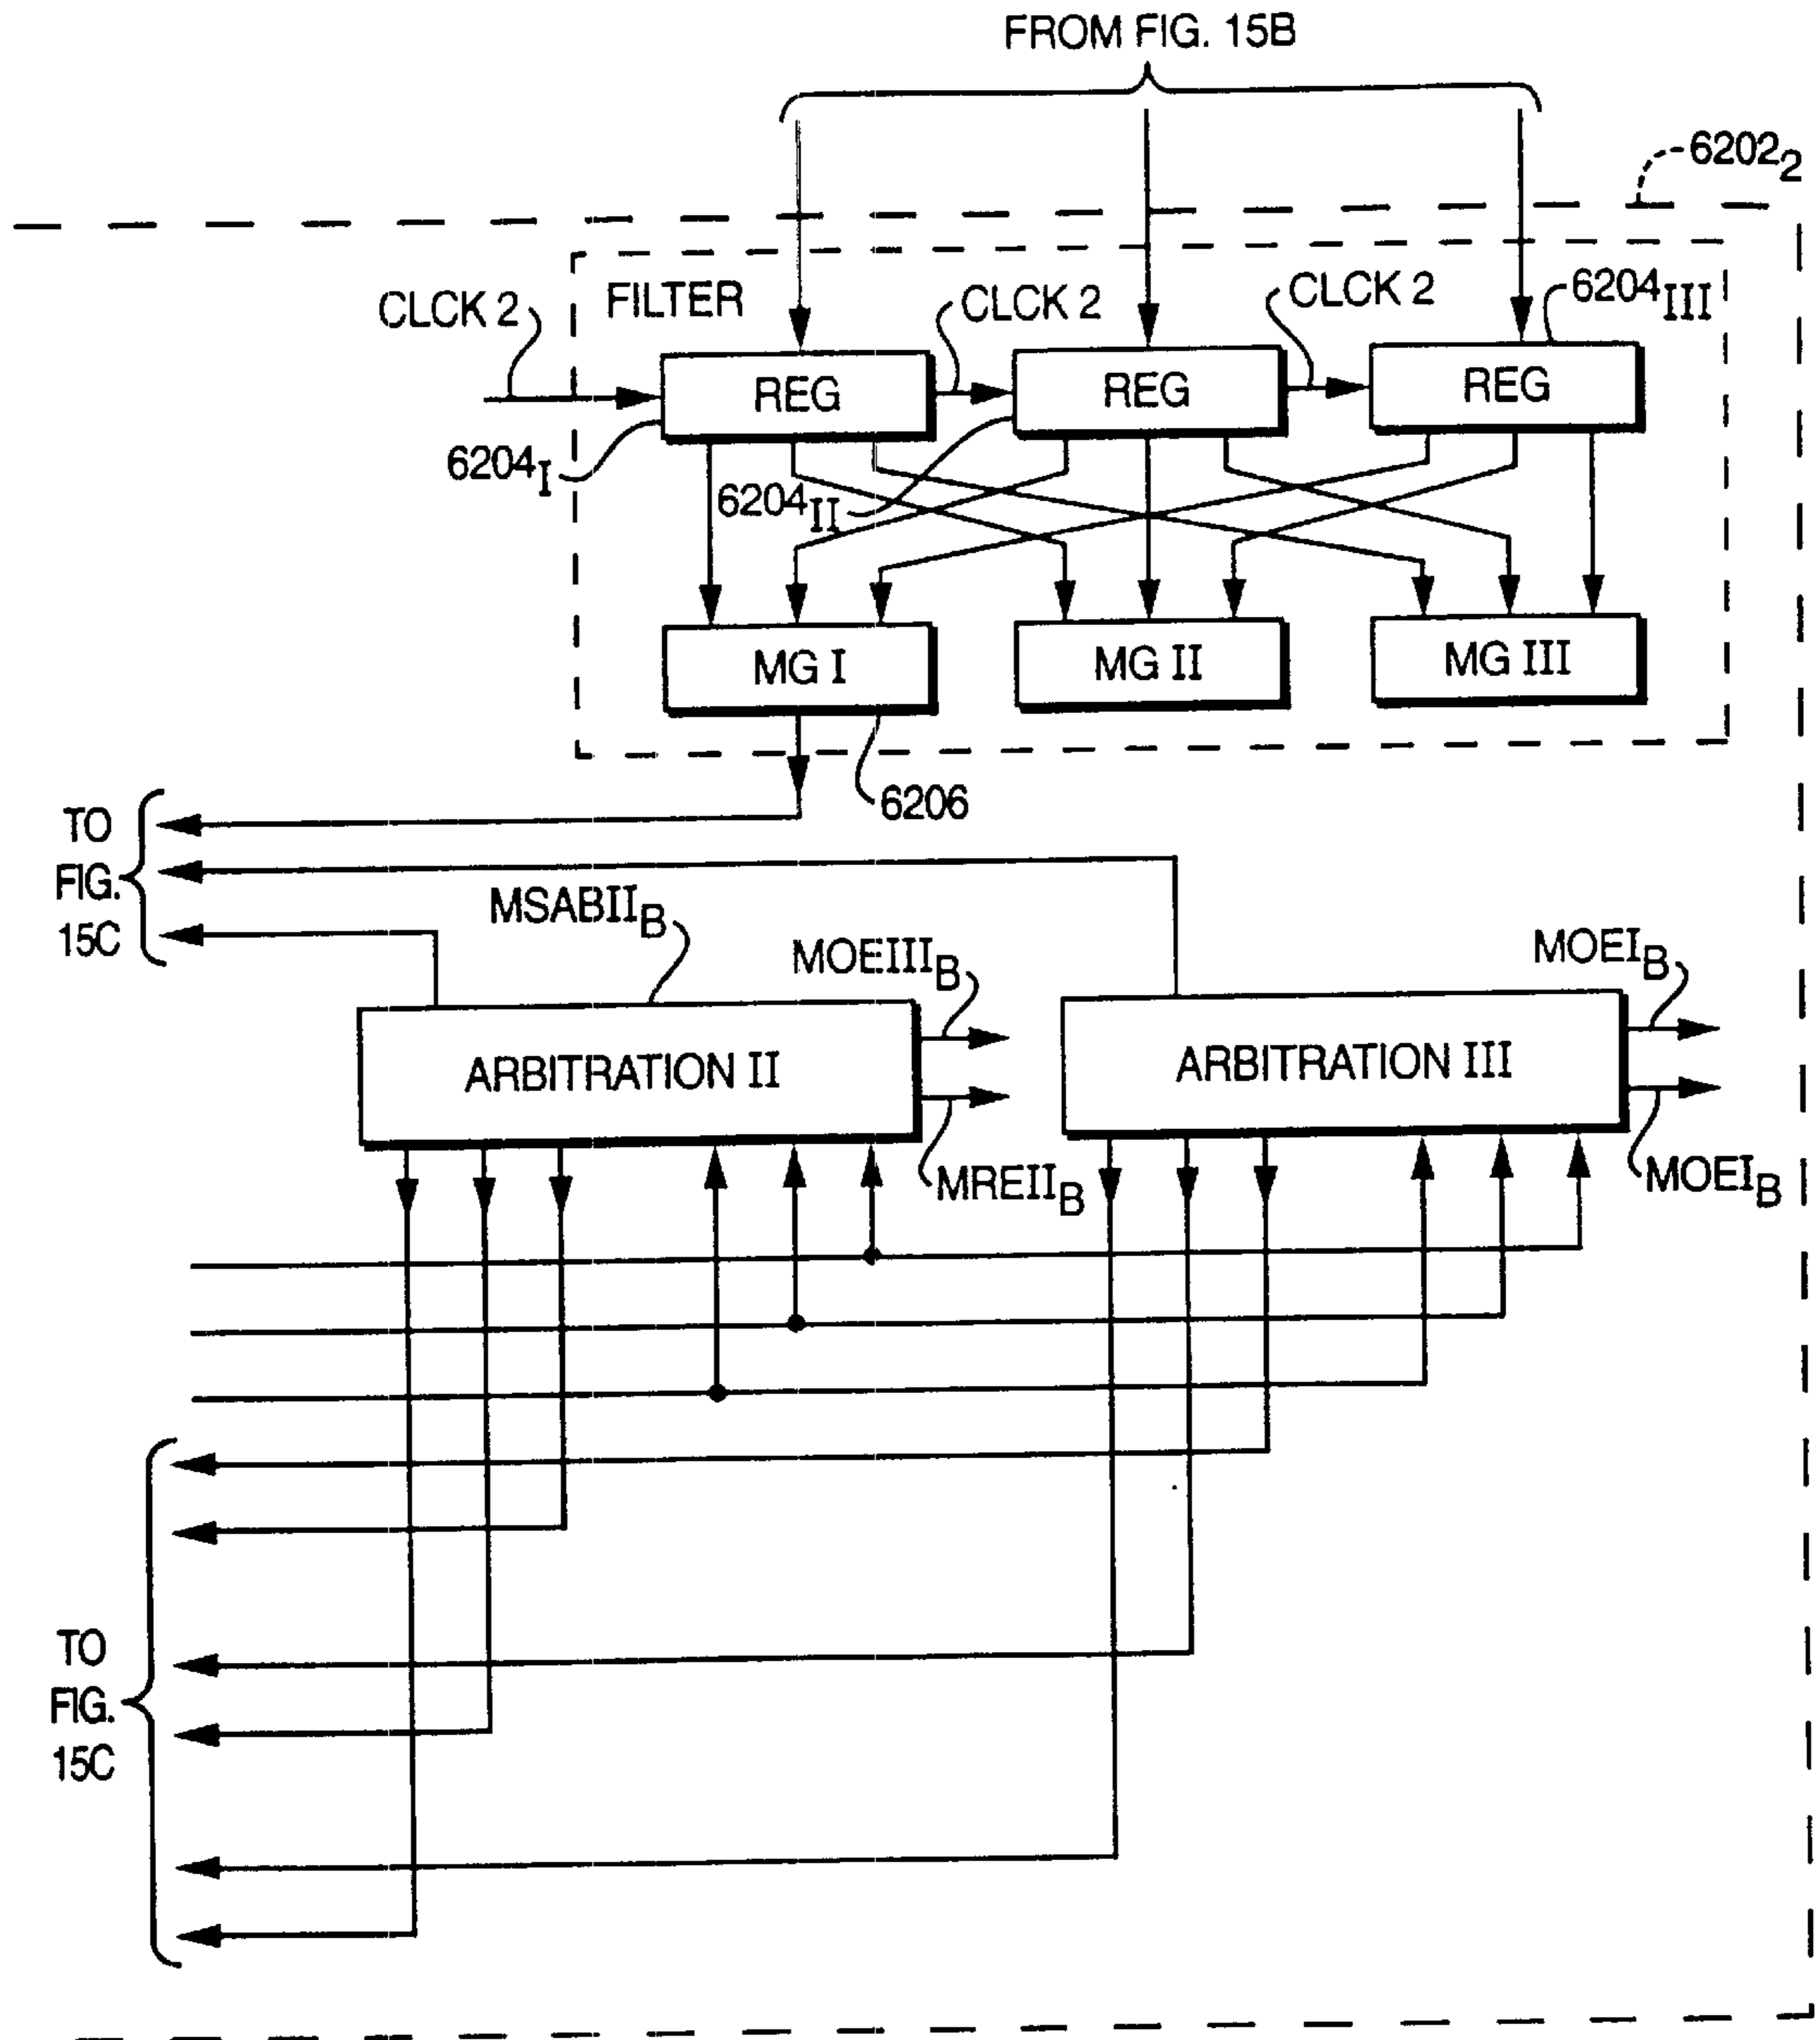 FROM FIG. 15B
6202₂
FILTER
CLCK 2
CLCK 2
CLCK 2
6204III
REG
REG
REG
6204I
6204II
MG I
MG II
MG III
6206
TO
FIG.
15C
MSABIIB
MOEIIIB
MOEIB
ARBITRATION II
ARBITRATION III
MREIIB
MOEIB
TO
FIG.
15C